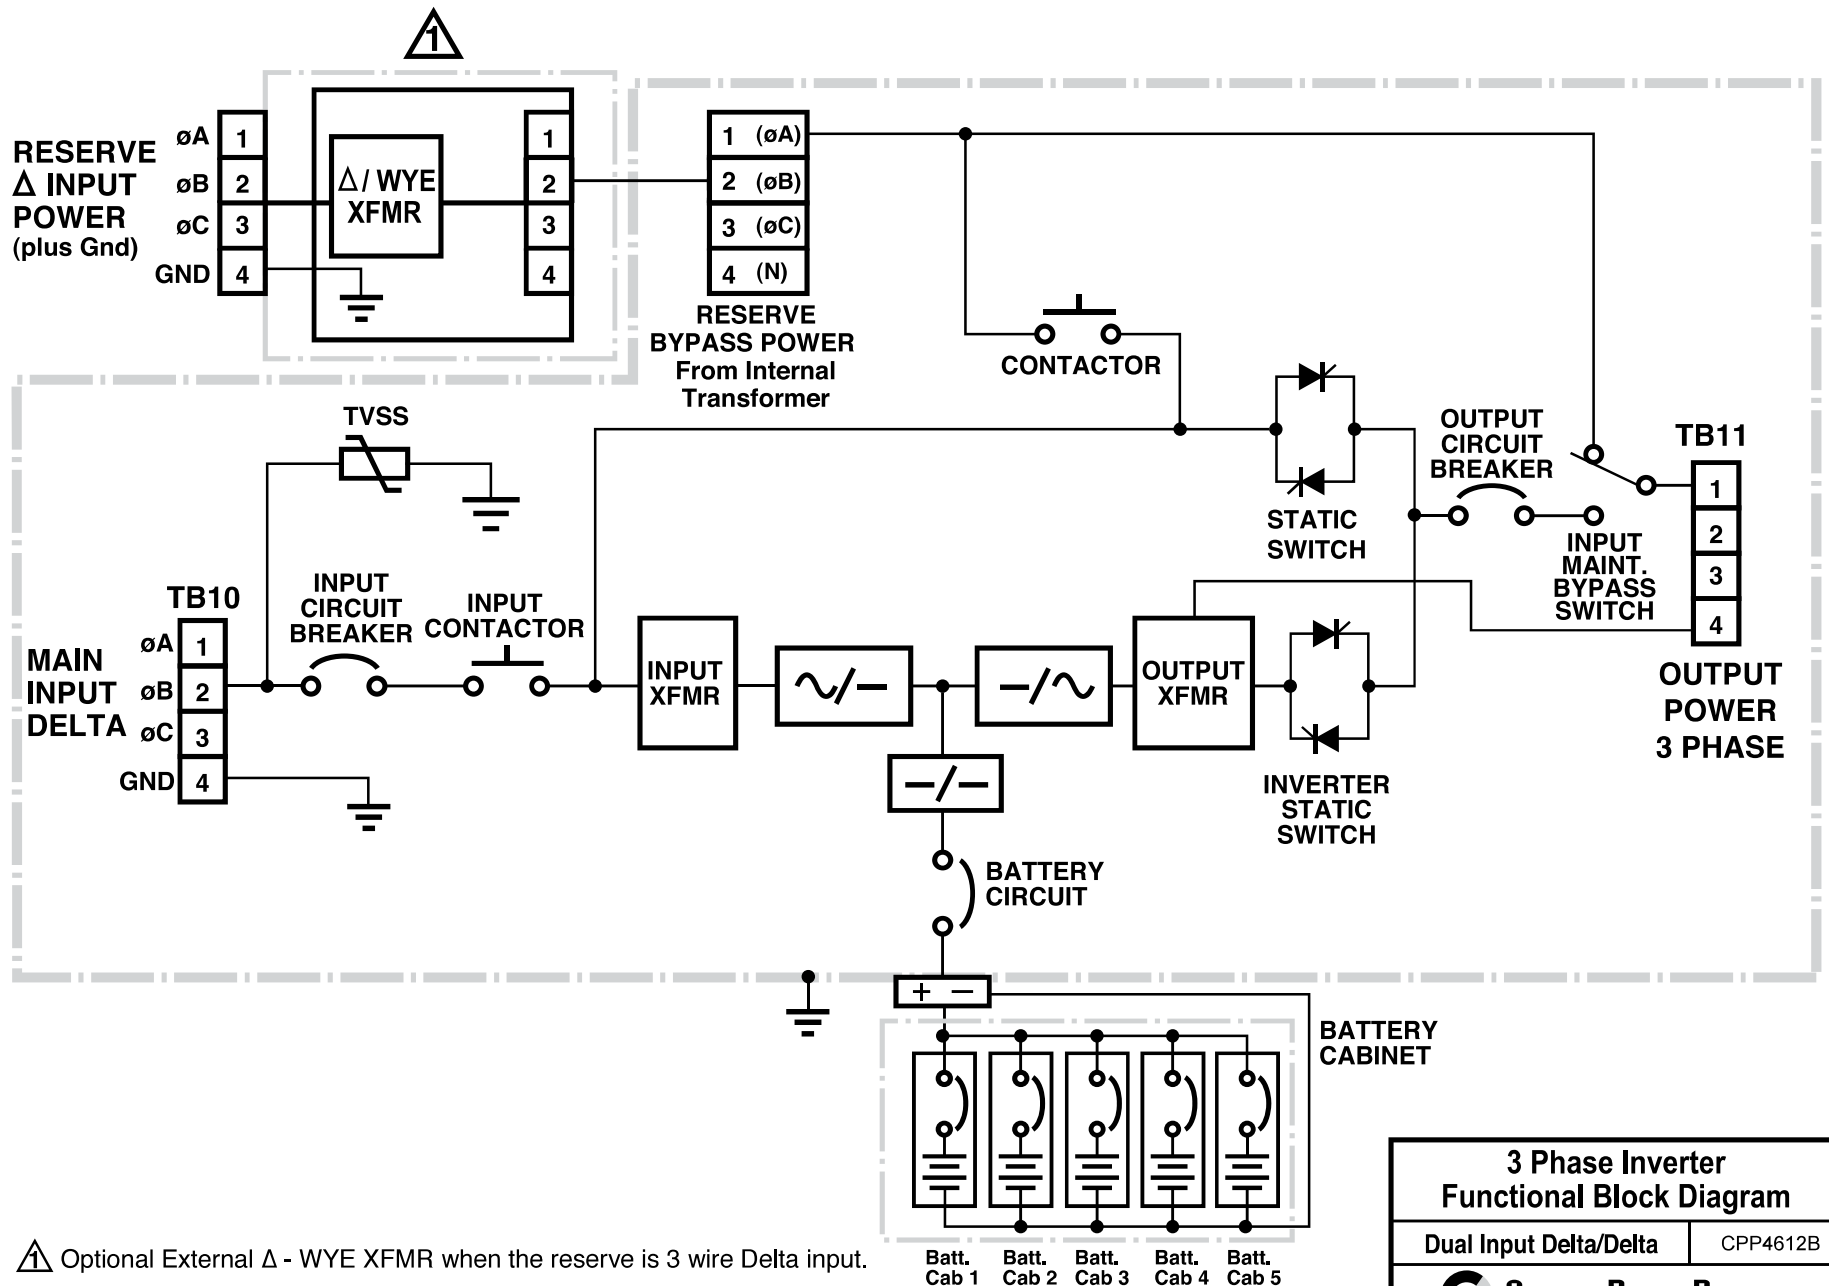 1
RESERVE
Δ INPUT
POWER
(plus Gnd)
øA 1
øB 2
øC 3
GND 4
Δ / WYE
XFMR
1
2
3
4
1 (øA)
2 (øB)
3 (øC)
4 (N)
RESERVE
BYPASS POWER
From Internal
Transformer
CONTACTOR
TVSS
STATIC
SWITCH
OUTPUT
CIRCUIT
BREAKER
INPUT
MAINT.
BYPASS
SWITCH
TB11
1
2
3
4
OUTPUT
POWER
3 PHASE
TB10
MAIN
INPUT
DELTA
øA 1
øB 2
øC 3
GND 4
INPUT
CIRCUIT
BREAKER
INPUT
CONTACTOR
INPUT
XFMR
OUTPUT
XFMR
INVERTER
STATIC
SWITCH
BATTERY
CIRCUIT
+ −
BATTERY
CABINET
Batt.
Cab 1
Batt.
Cab 2
Batt.
Cab 3
Batt.
Cab 4
Batt.
Cab 5
1 Optional External Δ - WYE XFMR when the reserve is 3 wire Delta input.
3 Phase Inverter
Functional Block Diagram
Dual Input Delta/Delta
CPP4612B